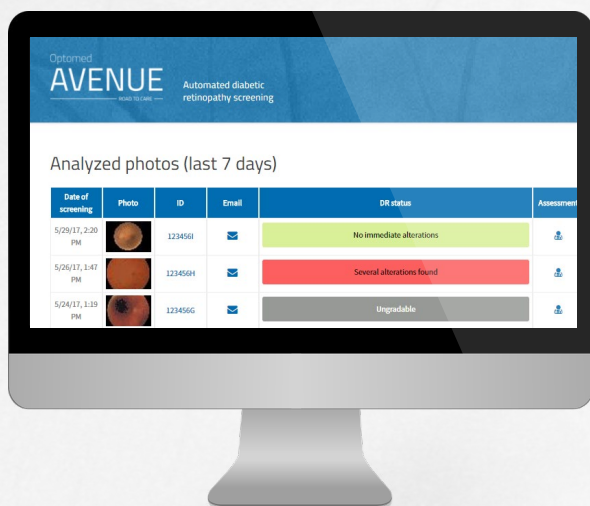 Optomed
AVENUE
ROAD TO CARE
Automated diabetic
retinopathy screening
Analyzed photos (last 7 days)
Date of screening Photo ID Email DR status Assessment
5/29/17, 2:20 PM 123456I No immediate alterations
5/26/17, 1:47 PM 123456H Several alterations found
5/24/17, 1:19 PM 123456G Ungradable